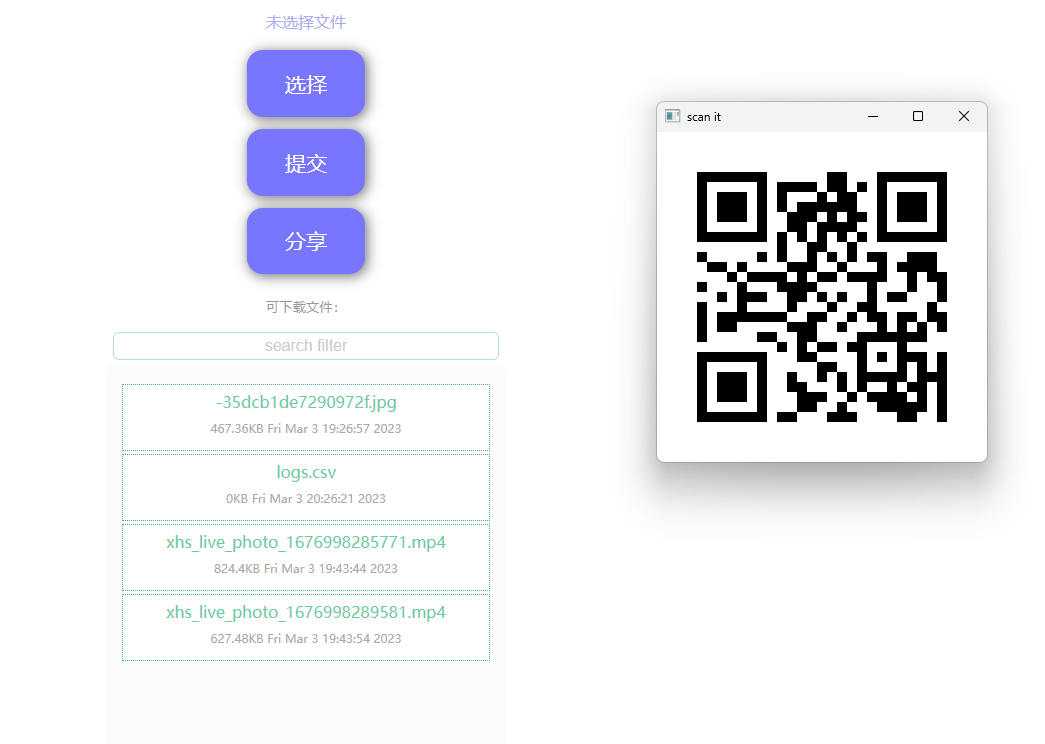 未选择文件
选择
提交
分享
可下载文件：
search filter
-35dcb1de7290972f.jpg
467.36KB Fri Mar 3 19:26:57 2023
logs.csv
0KB Fri Mar 3 20:26:21 2023
xhs_live_photo_1676998285771.mp4
824.4KB Fri Mar 3 19:43:44 2023
xhs_live_photo_1676998289581.mp4
627.48KB Fri Mar 3 19:43:54 2023
scan it